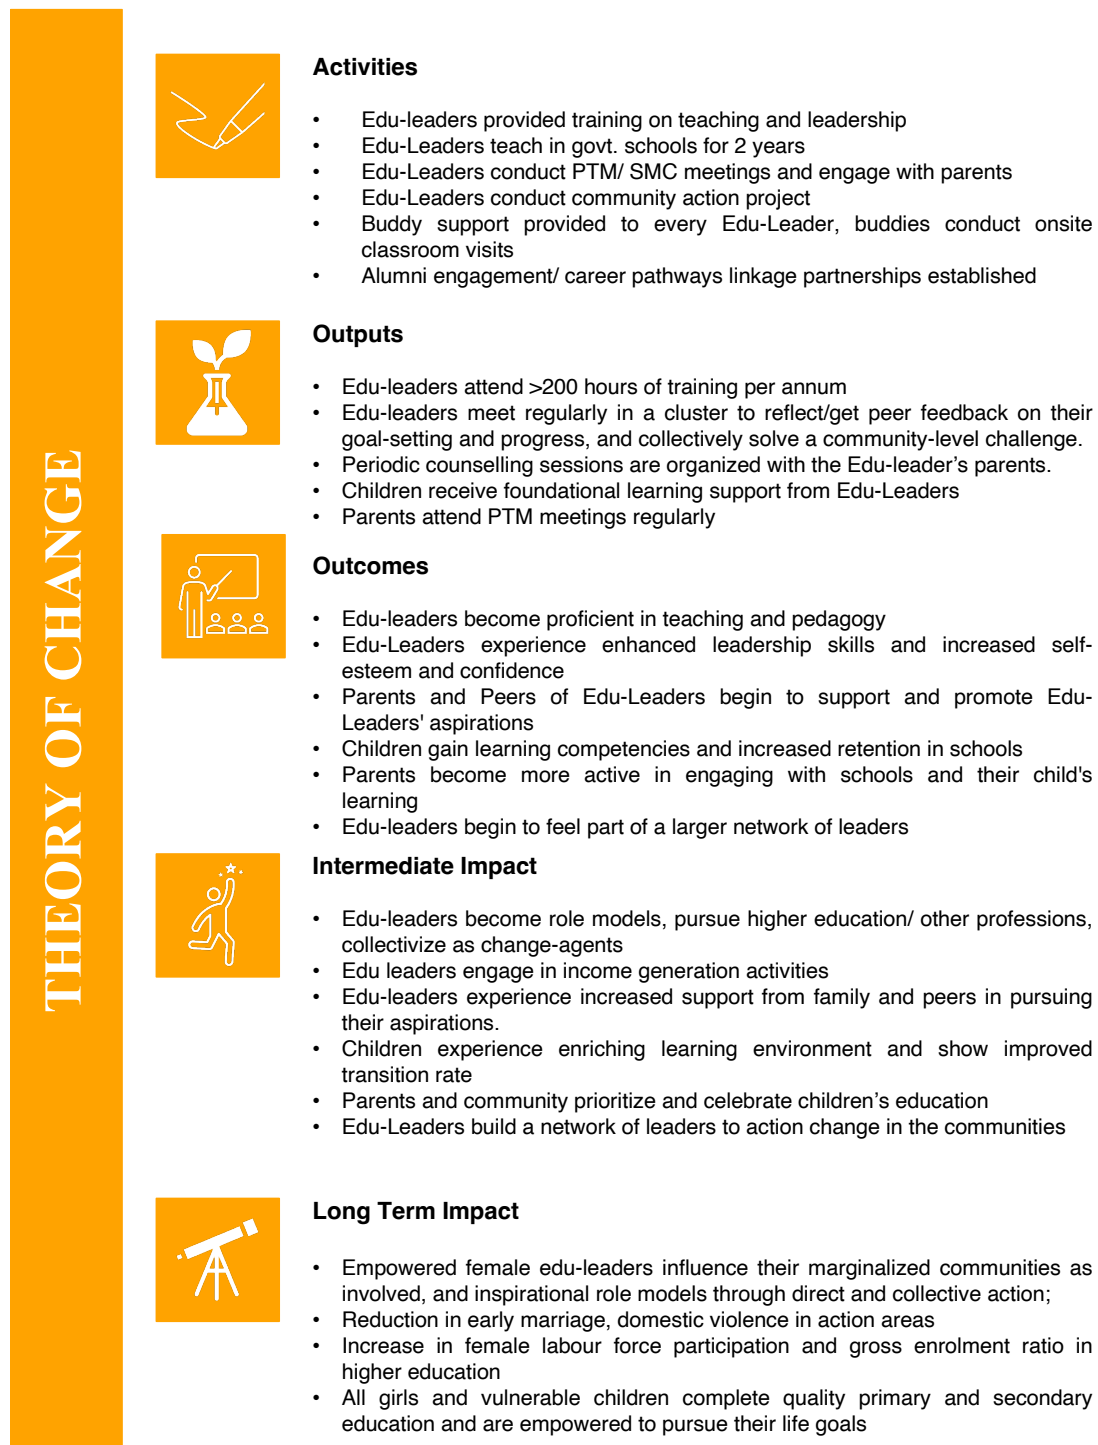 THEORY OF CHANGE
Activities
• Edu-leaders provided training on teaching and leadership
• Edu-Leaders teach in govt. schools for 2 years
• Edu-Leaders conduct PTM/ SMC meetings and engage with parents
• Edu-Leaders conduct community action project
• Buddy support provided to every Edu-Leader, buddies conduct onsite
classroom visits
• Alumni engagement/ career pathways linkage partnerships established
Outputs
• Edu-leaders attend >200 hours of training per annum
• Edu-leaders meet regularly in a cluster to reflect/get peer feedback on their
goal-setting and progress, and collectively solve a community-level challenge.
• Periodic counselling sessions are organized with the Edu-leader’s parents.
• Children receive foundational learning support from Edu-Leaders
• Parents attend PTM meetings regularly
Outcomes
• Edu-leaders become proficient in teaching and pedagogy
• Edu-Leaders experience enhanced leadership skills and increased self-
esteem and confidence
• Parents and Peers of Edu-Leaders begin to support and promote Edu-
Leaders' aspirations
• Children gain learning competencies and increased retention in schools
• Parents become more active in engaging with schools and their child's
learning
• Edu-leaders begin to feel part of a larger network of leaders
Intermediate Impact
• Edu-leaders become role models, pursue higher education/ other professions,
collectivize as change-agents
• Edu leaders engage in income generation activities
• Edu-leaders experience increased support from family and peers in pursuing
their aspirations.
• Children experience enriching learning environment and show improved
transition rate
• Parents and community prioritize and celebrate children’s education
• Edu-Leaders build a network of leaders to action change in the communities
Long Term Impact
• Empowered female edu-leaders influence their marginalized communities as
involved, and inspirational role models through direct and collective action;
• Reduction in early marriage, domestic violence in action areas
• Increase in female labour force participation and gross enrolment ratio in
higher education
• All girls and vulnerable children complete quality primary and secondary
education and are empowered to pursue their life goals